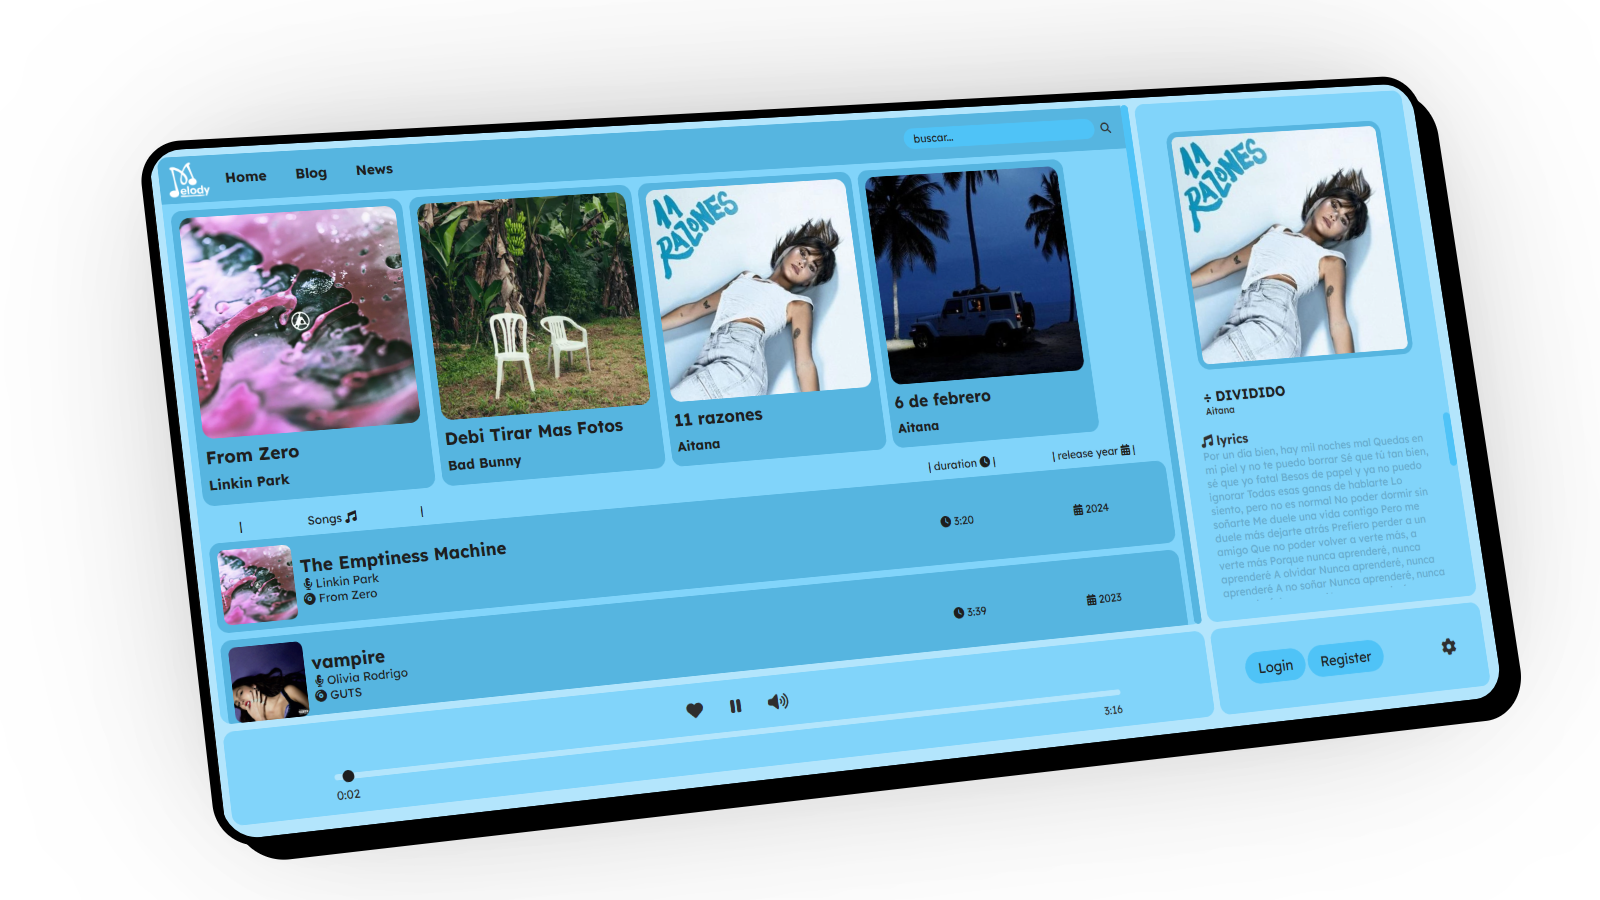 Melody
Home
Blog
News
buscar...
11
RAZONES
From Zero
Linkin Park
Debi Tirar Mas Fotos
Bad Bunny
11 razones
Aitana
6 de febrero
Aitana
|
Songs
|
| duration |
| release year |
The Emptiness Machine
Linkin Park
From Zero
3:20
2024
vampire
Olivia Rodrigo
GUTS
3:39
2023
0:02
3:16
11
RAZONES
÷ DIVIDIDO
Aitana
lyrics
Por un día bien, hay mil noches mal Quedas en
mi piel y no te puedo borrar Sé que tú tan bien,
sé que yo fatal Besos de papel y ya no puedo
ignorar Todas esas ganas de hablarte Lo
siento, pero no es normal No poder dormir sin
soñarte Me duele una vida contigo Pero me
duele más dejarte atrás Prefiero perder a un
amigo Que no poder volver a verte más, a
verte más Porque nunca aprenderé, nunca
aprenderé A olvidar Nunca aprenderé, nunca
aprenderé A no soñar Nunca aprenderé, nunca
Login
Register